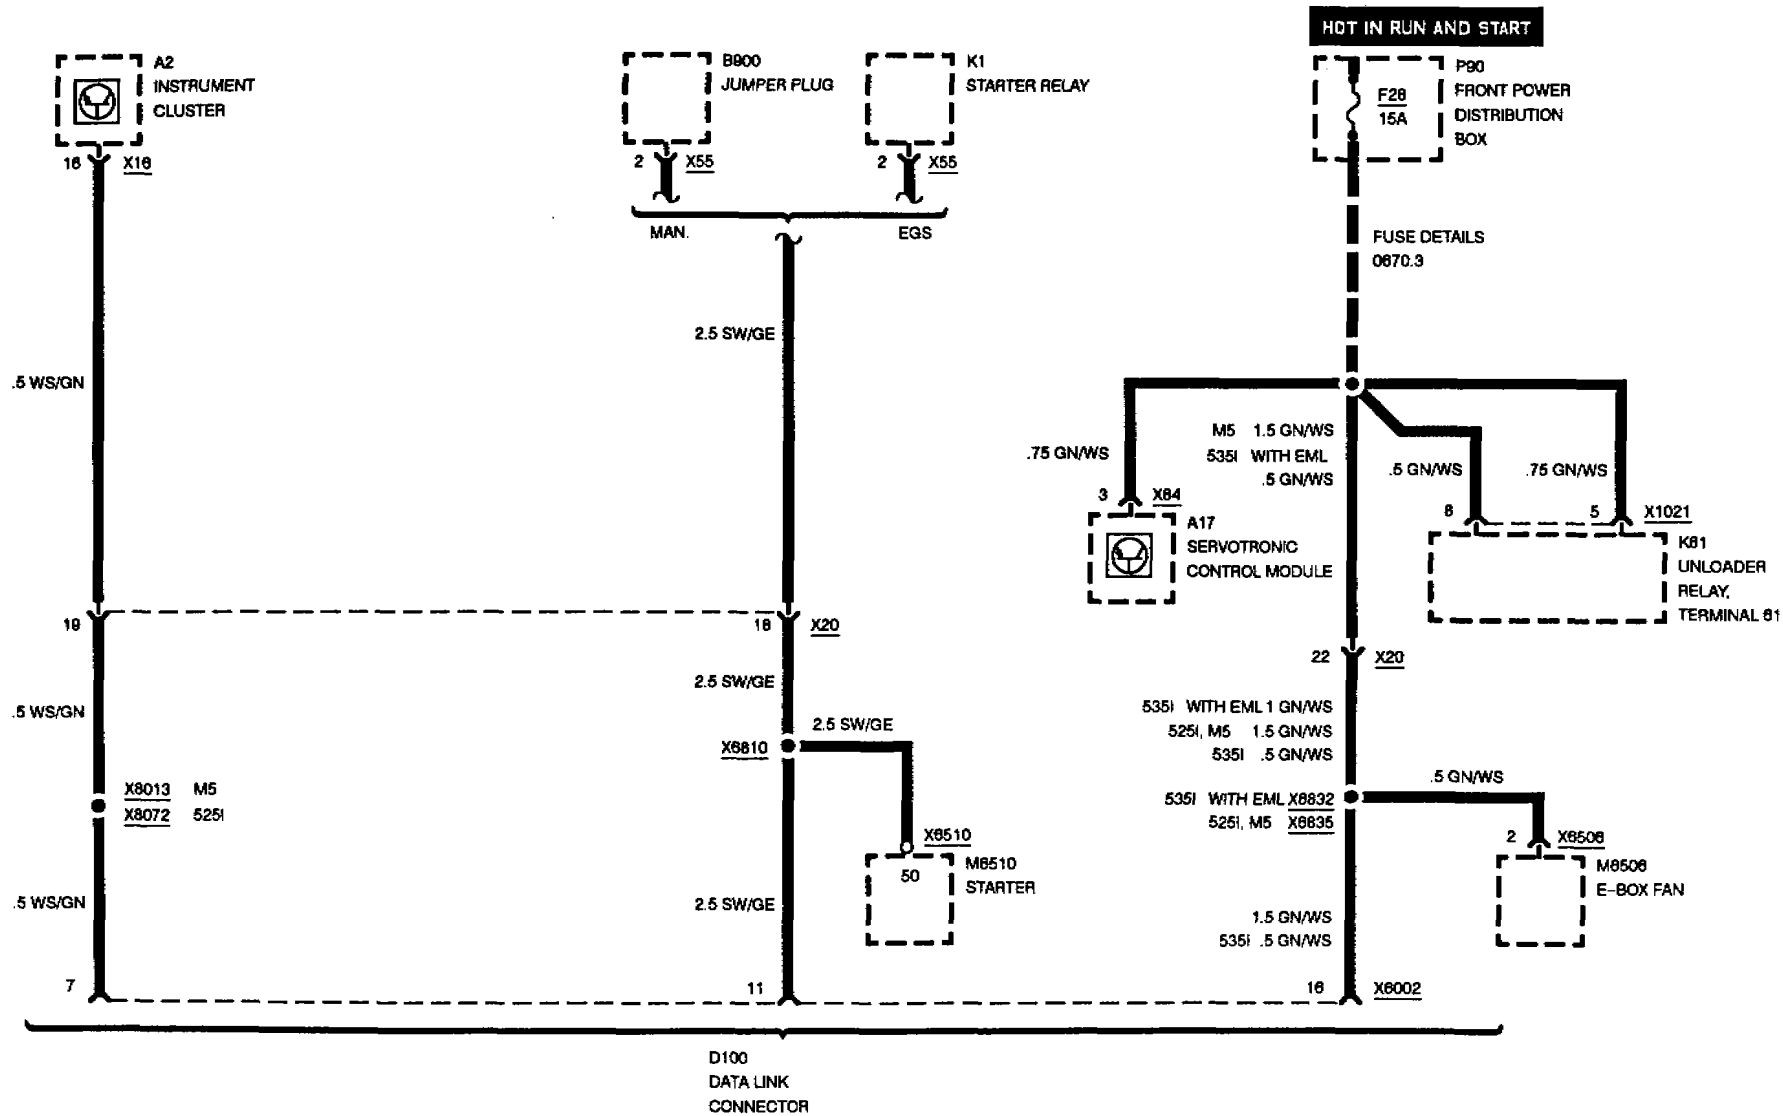 HOT IN RUN AND START
A2
INSTRUMENT
CLUSTER
16
X16
B900
JUMPER PLUG
2
X55
K1
STARTER RELAY
2
X55
MAN.
EGS
P90
FRONT POWER
DISTRIBUTION
BOX
F28
15A
FUSE DETAILS
0670.3
.5 WS/GN
2.5 SW/GE
.75 GN/WS
M5 1.5 GN/WS
535I WITH EML
.5 GN/WS
.5 GN/WS
.75 GN/WS
3
X64
A17
SERVOTRONIC
CONTROL MODULE
5
X1021
K61
UNLOADER
RELAY,
TERMINAL 61
19
18
X20
22
X20
.5 WS/GN
2.5 SW/GE
2.5 SW/GE
X6810
535I WITH EML 1 GN/WS
525I, M5 1.5 GN/WS
535I .5 GN/WS
X8013 M5
X8072 525I
535I WITH EML X6832
525I, M5 X6835
.5 GN/WS
2
X6506
M6506
E-BOX FAN
X6510
M6510
STARTER
50
.5 WS/GN
2.5 SW/GE
1.5 GN/WS
535I .5 GN/WS
7
11
16
X6002
D100
DATA LINK
CONNECTOR